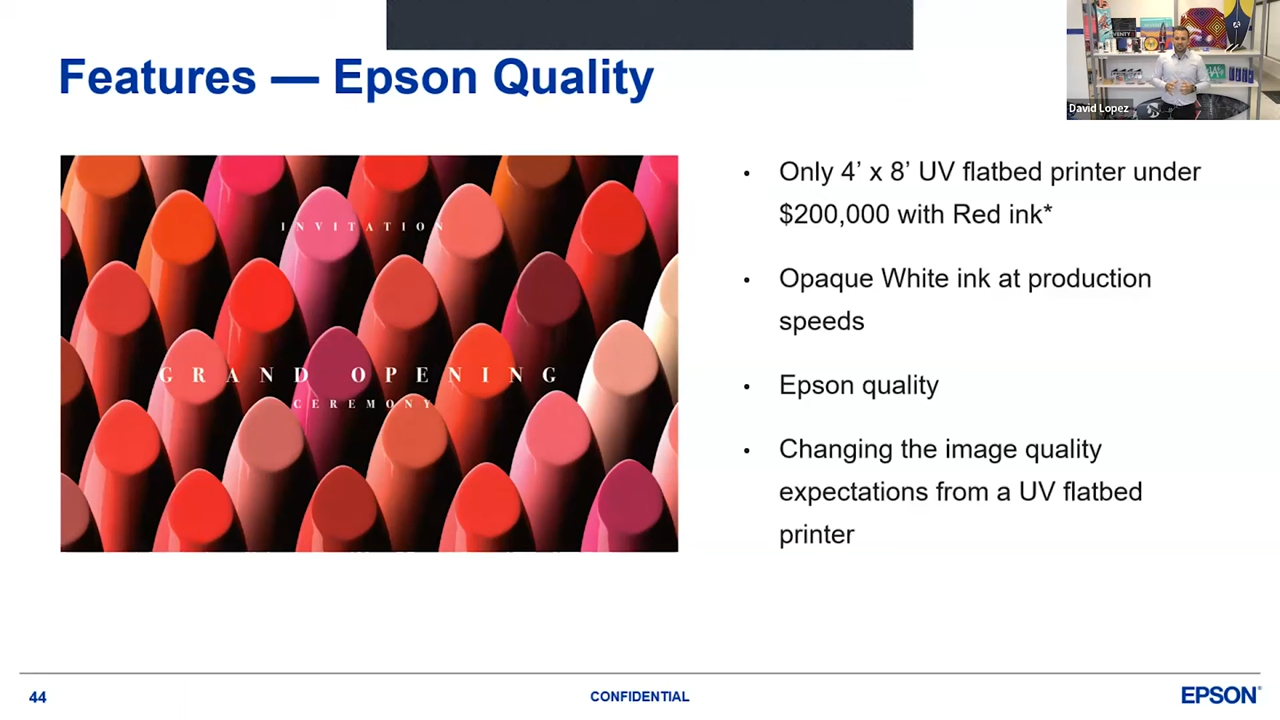 Features — Epson Quality
David Lopez
INVITATION
GRAND OPENING
CEREMONY
• Only 4’ x 8’ UV flatbed printer under
$200,000 with Red ink*
• Opaque White ink at production
speeds
• Epson quality
• Changing the image quality
expectations from a UV flatbed
printer
44
CONFIDENTIAL
EPSON®